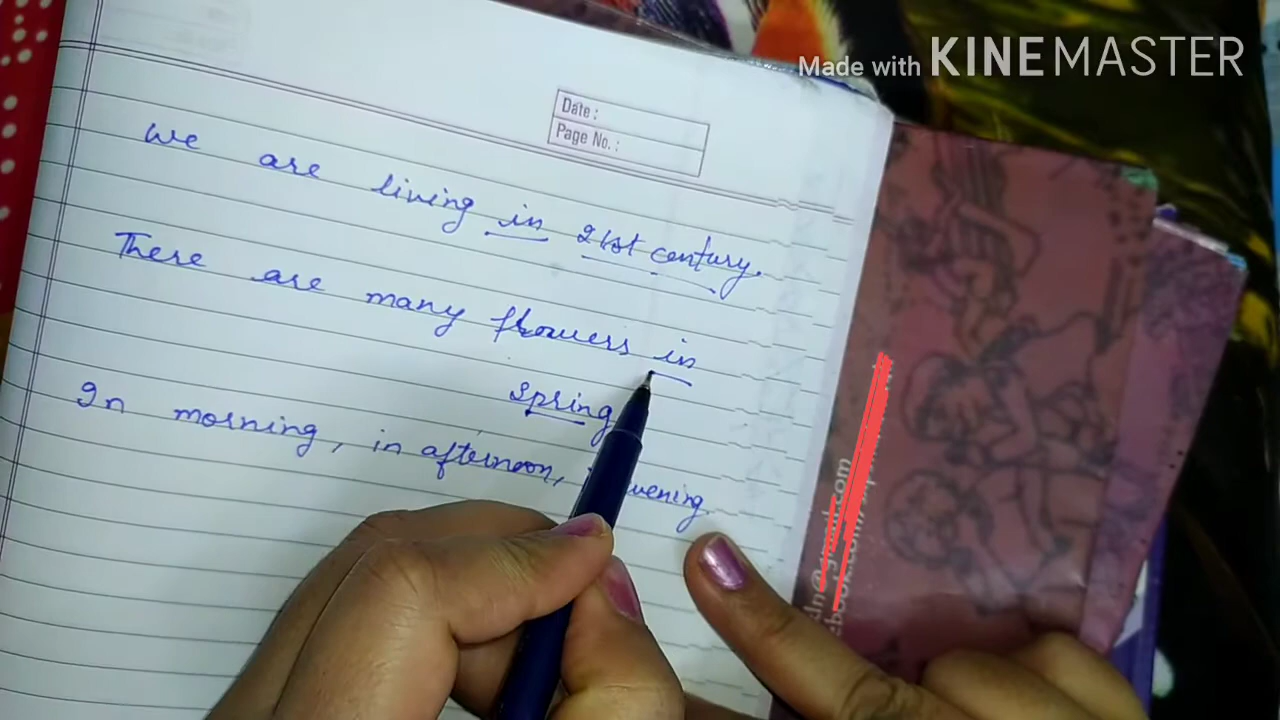 Made with KINEMASTER
Date :
Page No. :
We are living in 21st century.
There are many flowers in
spring
In morning, in afternoon,